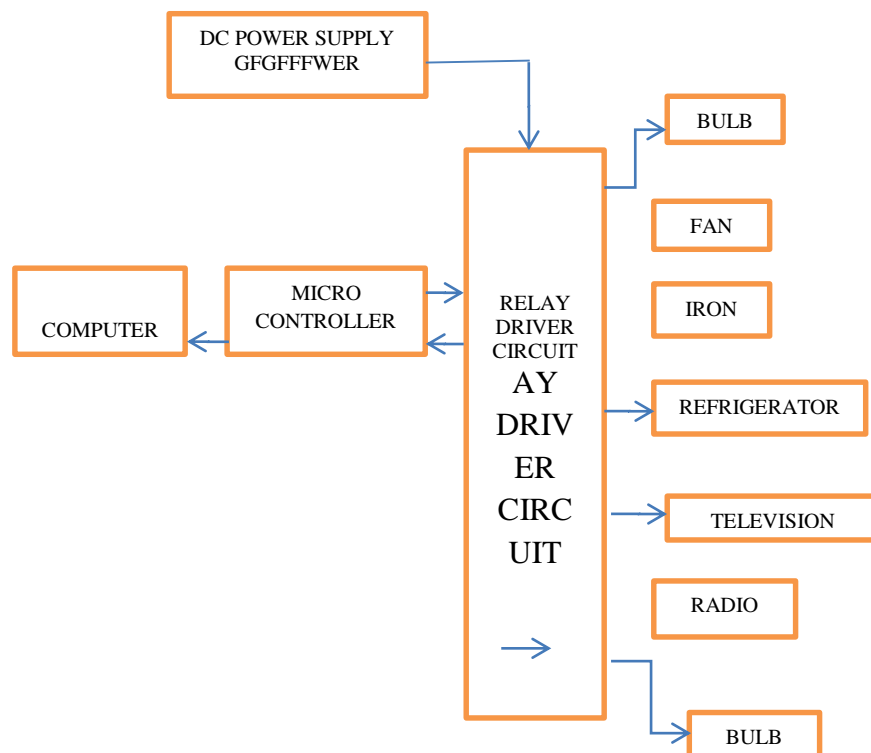 DC POWER SUPPLY
GFGFFFWER
BULB
FAN
IRON
COMPUTER
MICRO
CONTROLLER
RELAY
DRIVER
CIRCUIT
AY
DRIV
ER
CIRC
UIT
REFRIGERATOR
TELEVISION
RADIO
BULB